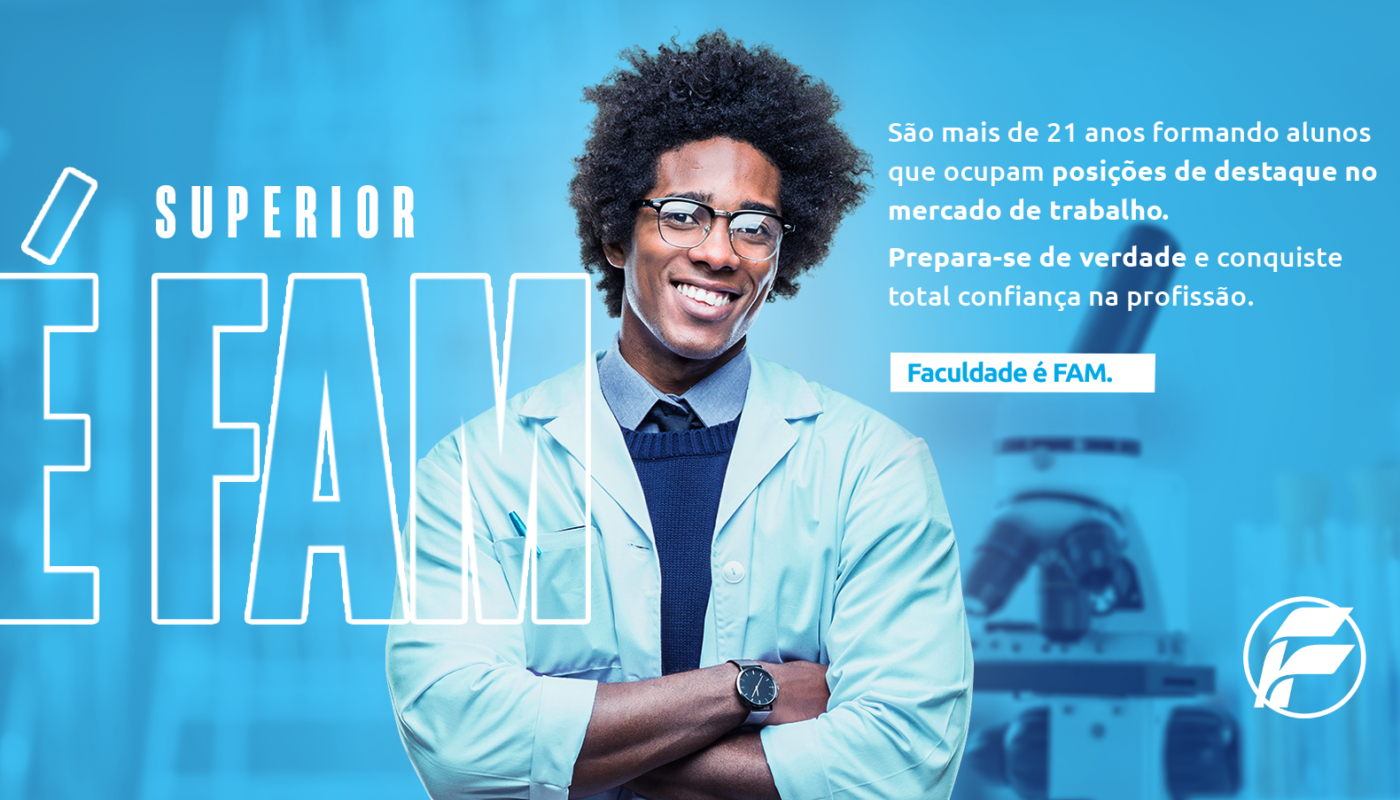 SUPERIOR
É FAM
São mais de 21 anos formando alunos
que ocupam posições de destaque no
mercado de trabalho.
Prepara-se de verdade e conquiste
total confiança na profissão.
Faculdade é FAM.